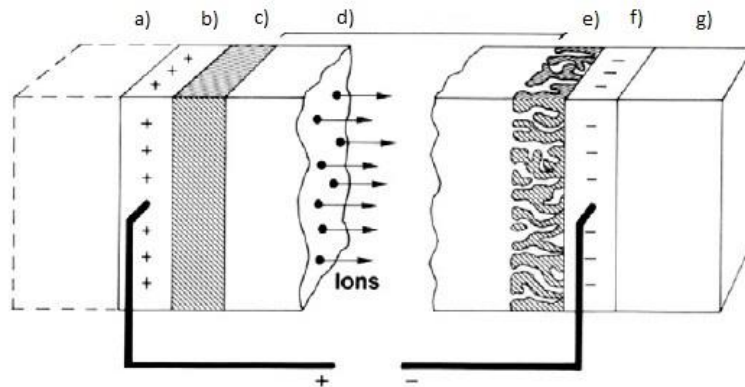 a) b) c) d) e) f) g)
+ + +
− − −
+ −
+ −
+ −
+ −
+ −
+ −
Ions
+ −